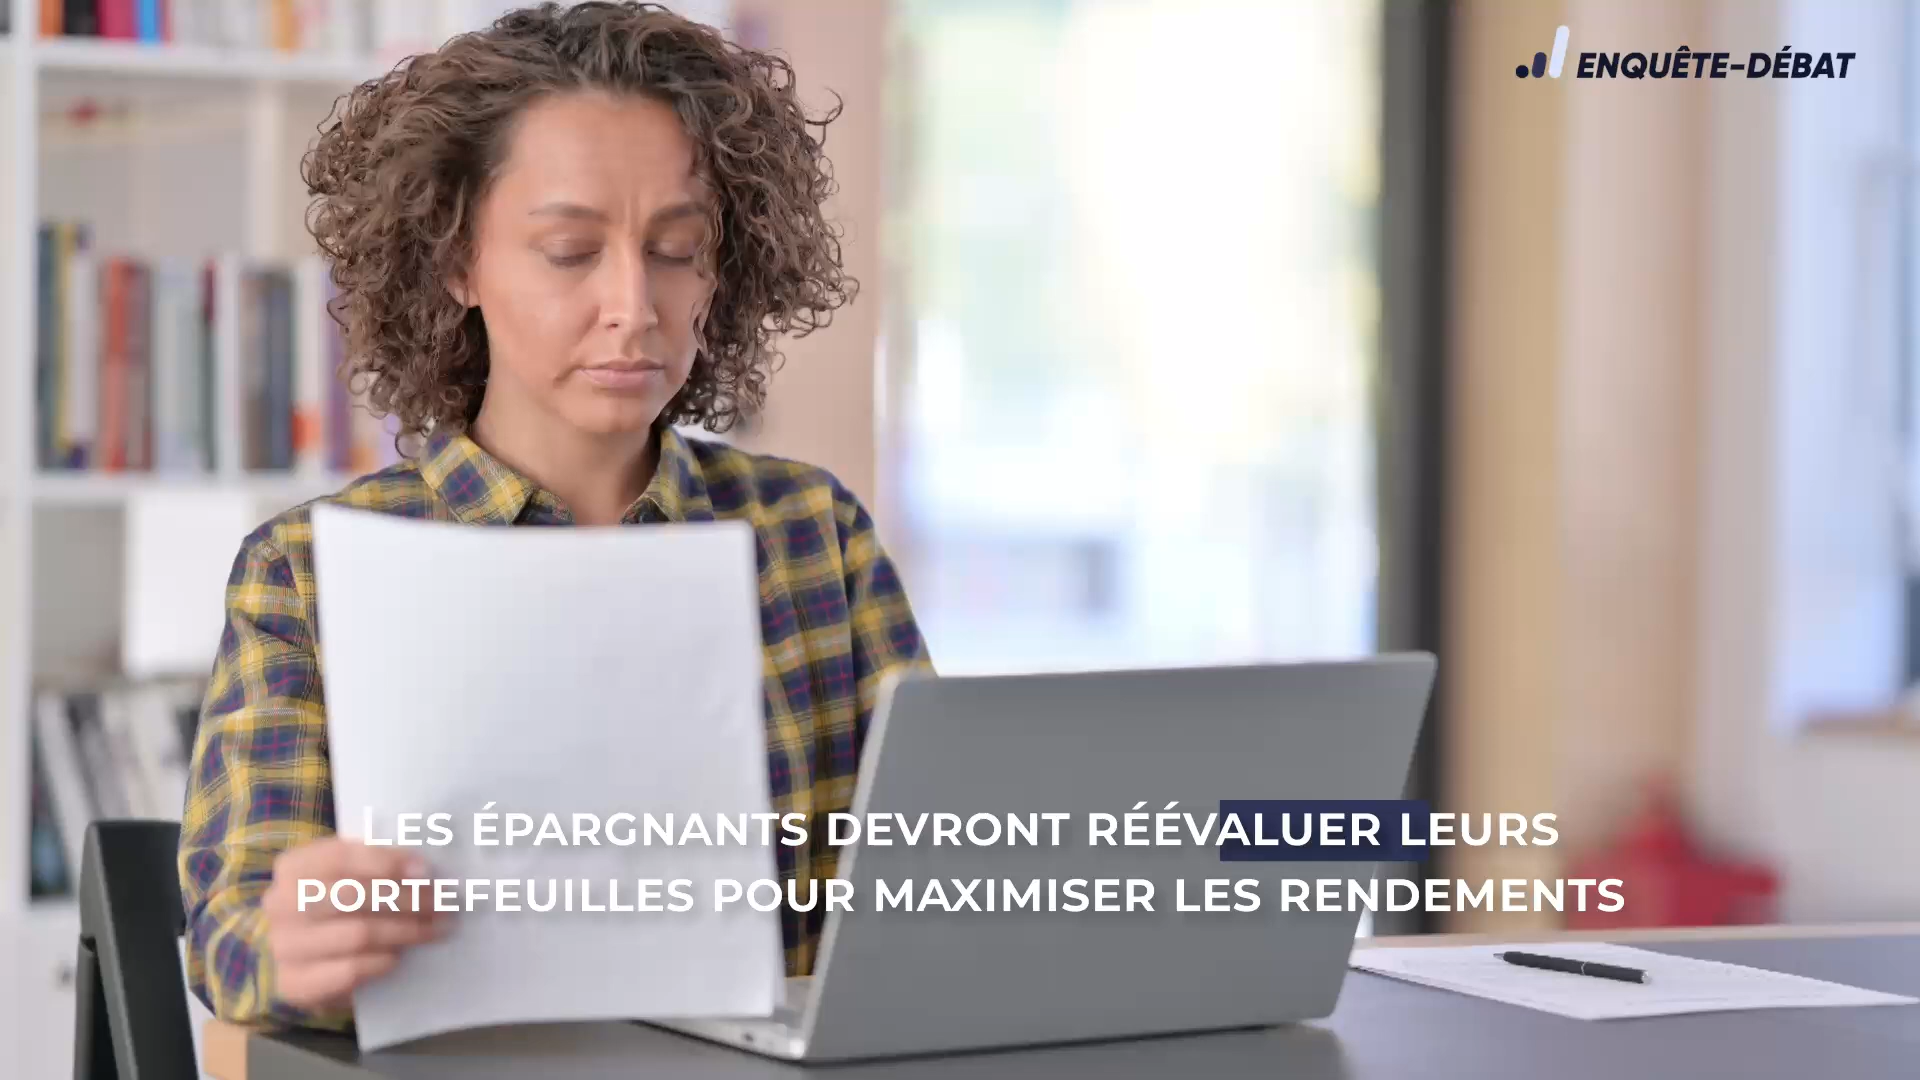 ENQUÊTE-DÉBAT
LES ÉPARGNANTS DEVRONT RÉÉVALUER LEURS
PORTEFEUILLES POUR MAXIMISER LES RENDEMENTS